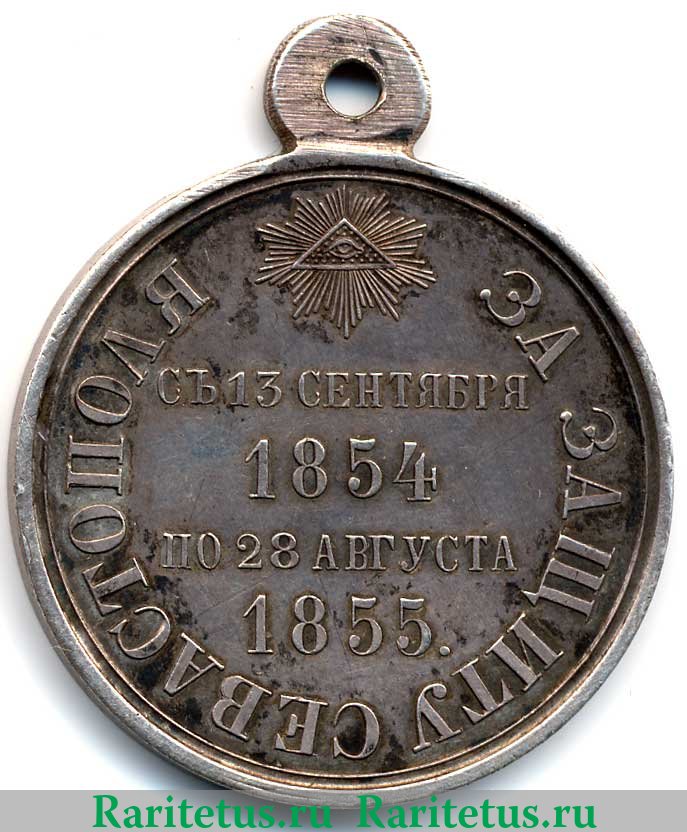 ЗА ЗАЩИТУ СЕВАСТОПОЛЯ
СЪ 13 СЕНТЯБРЯ
1854
ПО 28 АВГУСТА
1855.
Raritetus.ru Raritetus.ru